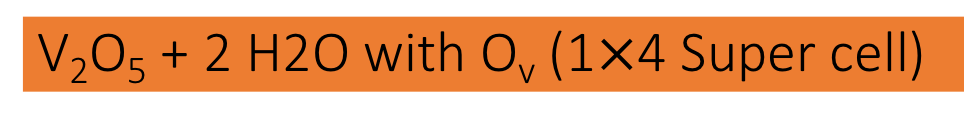 V₂O₅ + 2 H2O with Oᵥ (1×4 Super cell)